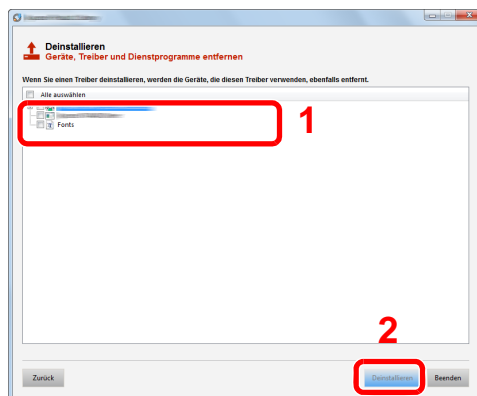 Deinstallieren
Geräte, Treiber und Dienstprogramme entfernen
Wenn Sie einen Treiber deinstallieren, werden die Geräte, die diesen Treiber verwenden, ebenfalls entfernt.
Alle auswählen
Fonts
1
2
Zurück
Deinstallieren
Beenden